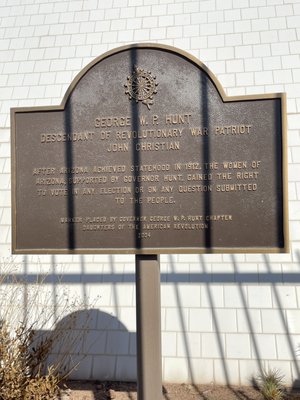 GEORGE W.P. HUNT
DESCENDANT OF REVOLUTIONARY WAR PATRIOT
JOHN CHRISTIAN
AFTER ARIZONA ACHIEVED STATEHOOD IN 1912, THE WOMEN OF
ARIZONA, SUPPORTED BY GOVERNOR HUNT, GAINED THE RIGHT
TO VOTE IN ANY ELECTION OR ON ANY QUESTION SUBMITTED
TO THE PEOPLE.
MARKER PLACED BY GOVERNOR GEORGE W.P. HUNT CHAPTER
DAUGHTERS OF THE AMERICAN REVOLUTION